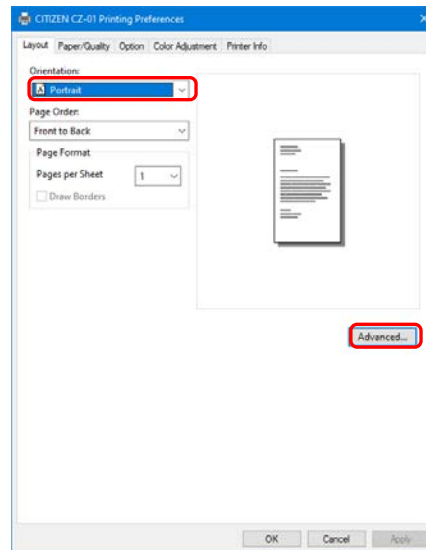 CITIZEN CZ-01 Printing Preferences
Layout Paper/Quality Option Color Adjustment Printer Info
Orientation:
Portrait
Page Order:
Front to Back
Page Format
Pages per Sheet 1
Draw Borders
Advanced...
OK Cancel Apply